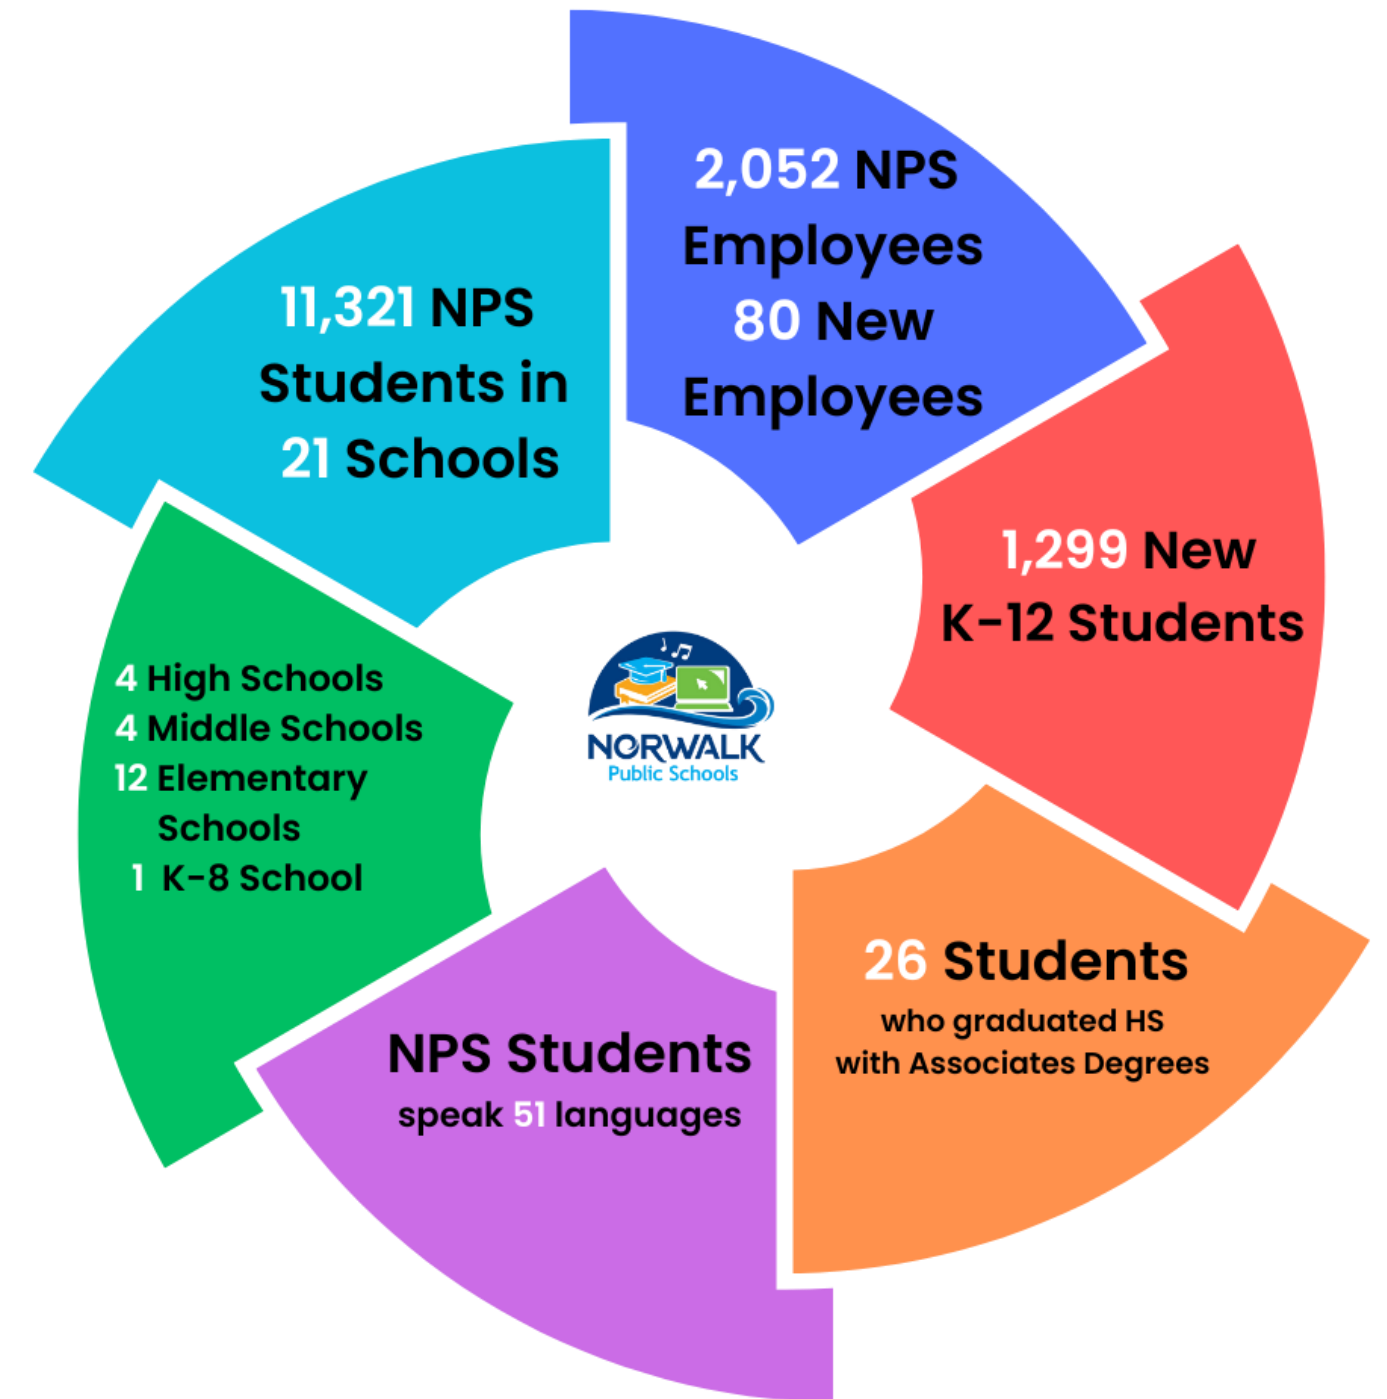 2,052 NPS
Employees
80 New
Employees
1,299 New
K-12 Students
26 Students
who graduated HS
with Associates Degrees
NPS Students
speak 51 languages
4 High Schools
4 Middle Schools
12 Elementary
Schools
1 K-8 School
11,321 NPS
Students in
21 Schools
NORWALK
Public Schools